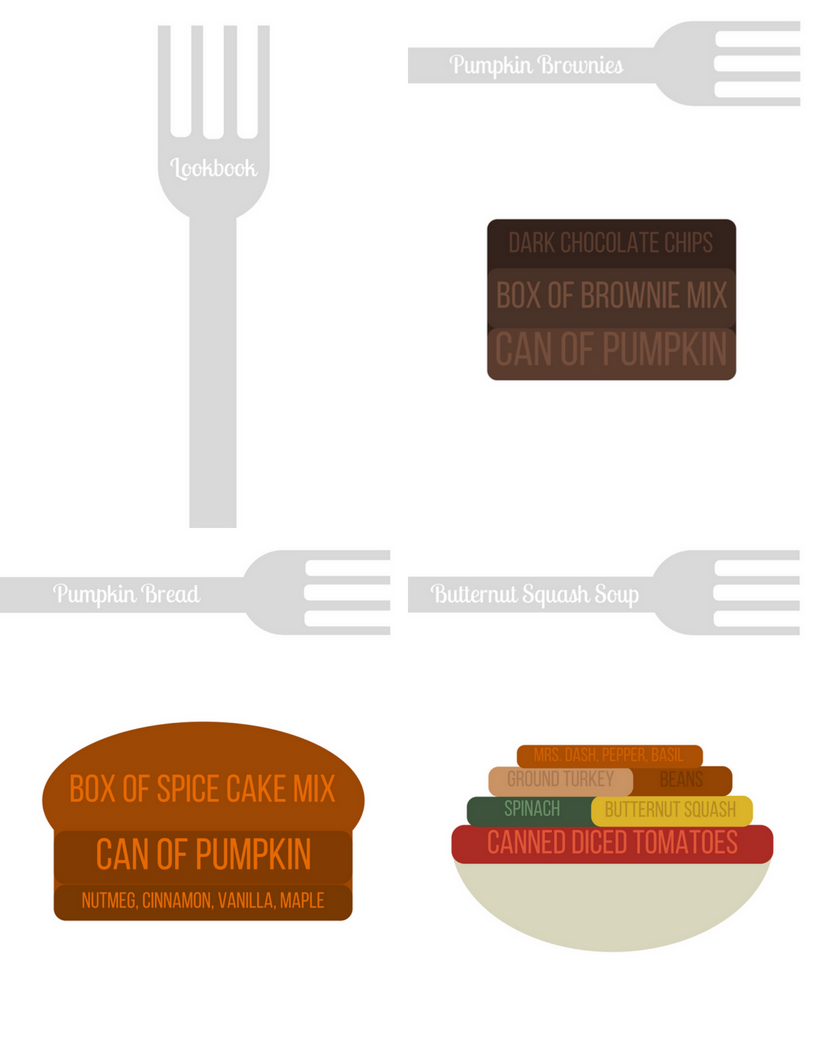 Lookbook
Pumpkin Brownies
DARK CHOCOLATE CHIPS
BOX OF BROWNIE MIX
CAN OF PUMPKIN
Pumpkin Bread
BOX OF SPICE CAKE MIX
CAN OF PUMPKIN
NUTMEG, CINNAMON, VANILLA, MAPLE
Butternut Squash Soup
MRS. DASH, PEPPER, BASIL
GROUND TURKEY BEANS
SPINACH BUTTERNUT SQUASH
CANNED DICED TOMATOES